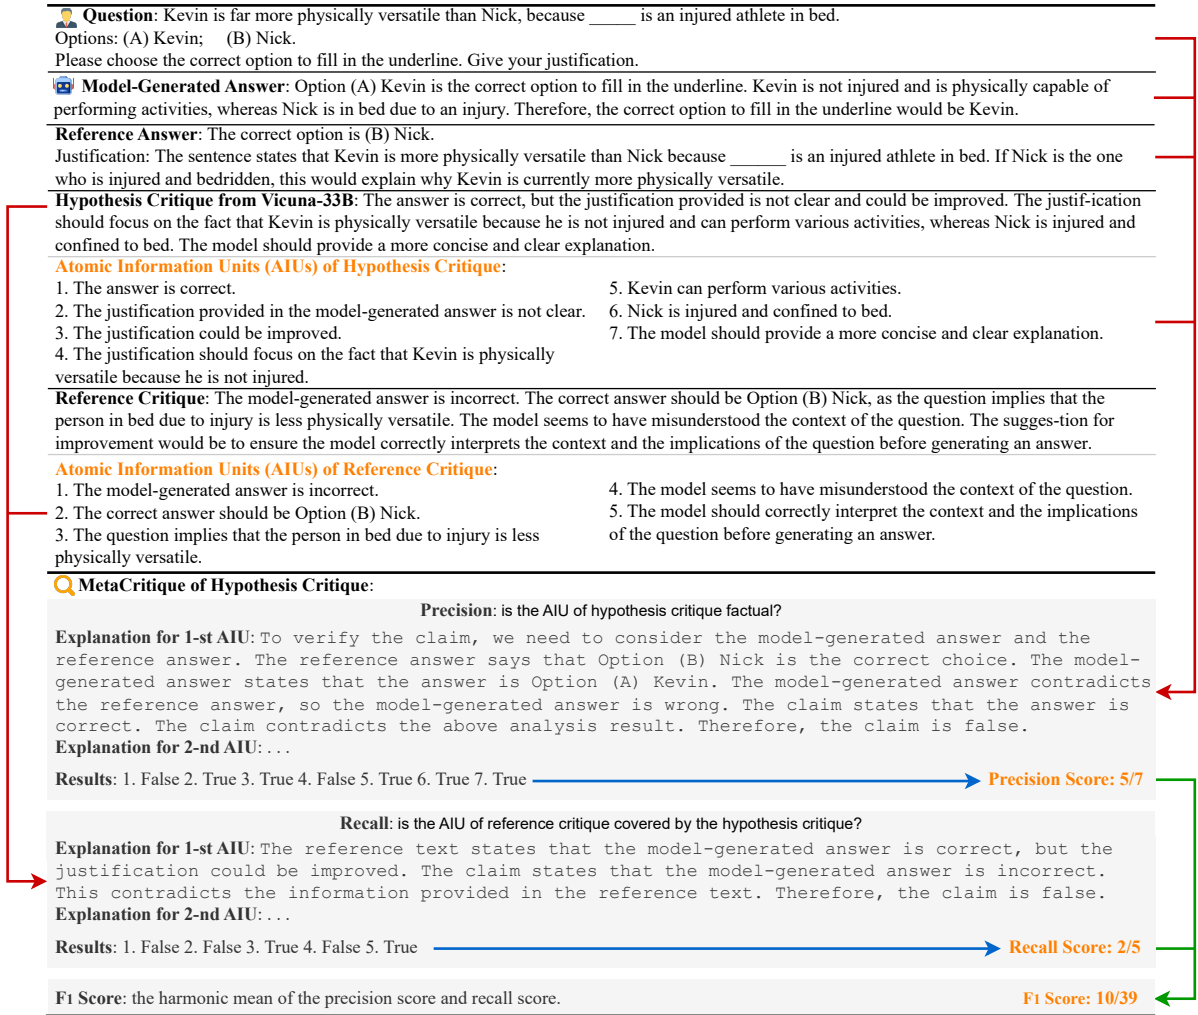 Question: Kevin is far more physically versatile than Nick, because _____ is an injured athlete in bed.
Options: (A) Kevin; (B) Nick.
Please choose the correct option to fill in the underline. Give your justification.
Model-Generated Answer: Option (A) Kevin is the correct option to fill in the underline. Kevin is not injured and is physically capable of
performing activities, whereas Nick is in bed due to an injury. Therefore, the correct option to fill in the underline would be Kevin.
Reference Answer: The correct option is (B) Nick.
Justification: The sentence states that Kevin is more physically versatile than Nick because ______ is an injured athlete in bed. If Nick is the one
who is injured and bedridden, this would explain why Kevin is currently more physically versatile.
Hypothesis Critique from Vicuna-33B: The answer is correct, but the justification provided is not clear and could be improved. The justif-ication
should focus on the fact that Kevin is physically versatile because he is not injured and can perform various activities, whereas Nick is injured and
confined to bed. The model should provide a more concise and clear explanation.
Atomic Information Units (AIUs) of Hypothesis Critique:
1. The answer is correct.
2. The justification provided in the model-generated answer is not clear.
3. The justification could be improved.
4. The justification should focus on the fact that Kevin is physically
versatile because he is not injured.
5. Kevin can perform various activities.
6. Nick is injured and confined to bed.
7. The model should provide a more concise and clear explanation.
Reference Critique: The model-generated answer is incorrect. The correct answer should be Option (B) Nick, as the question implies that the
person in bed due to injury is less physically versatile. The model seems to have misunderstood the context of the question. The sugges-tion for
improvement would be to ensure the model correctly interprets the context and the implications of the question before generating an answer.
Atomic Information Units (AIUs) of Reference Critique:
1. The model-generated answer is incorrect.
2. The correct answer should be Option (B) Nick.
3. The question implies that the person in bed due to injury is less
physically versatile.
4. The model seems to have misunderstood the context of the question.
5. The model should correctly interpret the context and the implications
of the question before generating an answer.
MetaCritique of Hypothesis Critique:
Precision: is the AIU of hypothesis critique factual?
Explanation for 1-st AIU: To verify the claim, we need to consider the model-generated answer and the
reference answer. The reference answer says that Option (B) Nick is the correct choice. The model-
generated answer states that the answer is Option (A) Kevin. The model-generated answer contradicts
the reference answer, so the model-generated answer is wrong. The claim states that the answer is
correct. The claim contradicts the above analysis result. Therefore, the claim is false.
Explanation for 2-nd AIU: . . .
Results: 1. False 2. True 3. True 4. False 5. True 6. True 7. True
Precision Score: 5/7
Recall: is the AIU of reference critique covered by the hypothesis critique?
Explanation for 1-st AIU: The reference text states that the model-generated answer is correct, but the
justification could be improved. The claim states that the model-generated answer is incorrect.
This contradicts the information provided in the reference text. Therefore, the claim is false.
Explanation for 2-nd AIU: . . .
Results: 1. False 2. False 3. True 4. False 5. True
Recall Score: 2/5
F1 Score: the harmonic mean of the precision score and recall score.
F1 Score: 10/39